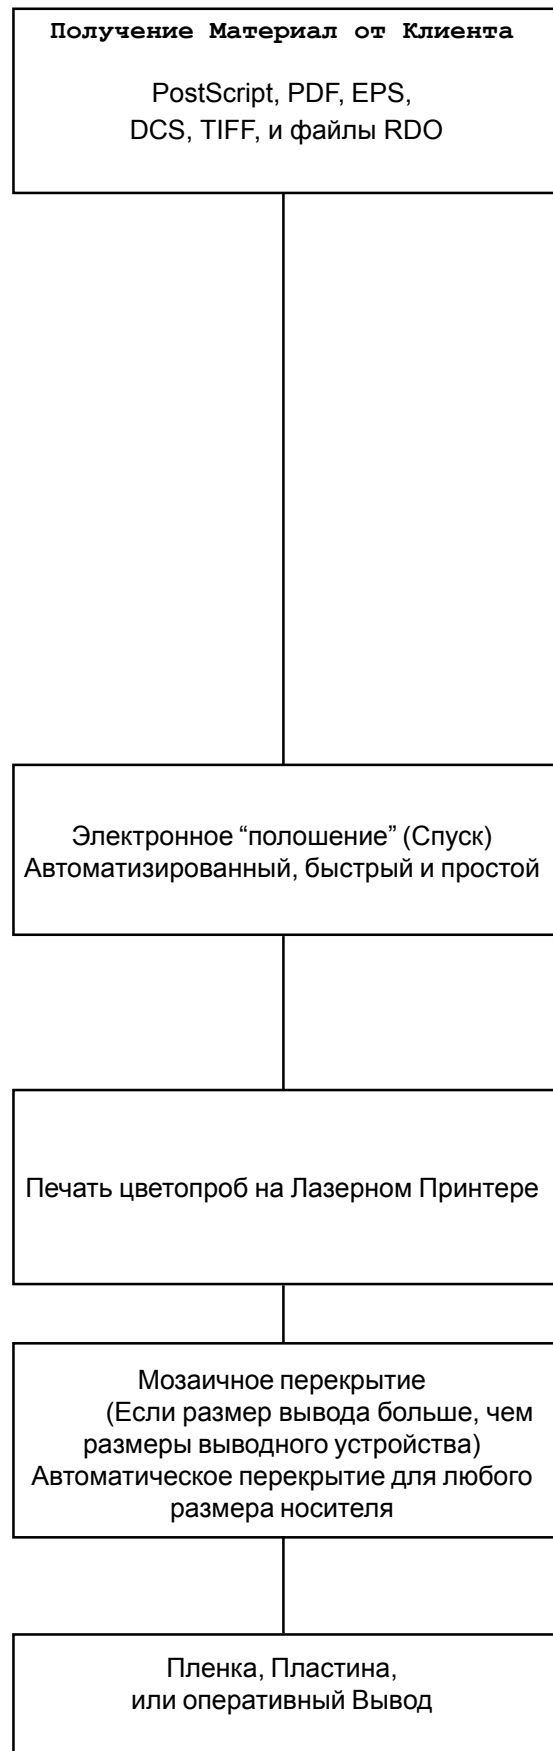 Получение Материал от Клиента
PostScript, PDF, EPS,
DCS, TIFF, и файлы RDO
Электронное “полошение” (Спуск)
Автоматизированный, быстрый и простой
Печать цветопроб на Лазерном Принтере
Мозаичное перекрытие
(Если размер вывода больше, чем
размеры выводного устройства)
Автоматическое перекрытие для любого
размера носителя
Пленка, Пластина,
или оперативный Вывод